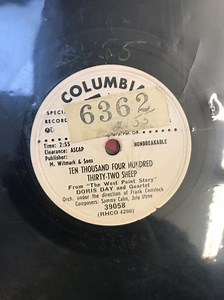 COLUMBIA
6362
SPECI
RECORD
NONBREAKABLE
Time: 2:55
Clearance: ASCAP
Publisher:
M. Witmark & Sons
TEN THOUSAND FOUR HUNDRED
THIRTY-TWO SHEEP
From "The West Point Story"
DORIS DAY and Quartet
Orch. under the direction of Frank Comstock
Composers: Sammy Cahn, Jule Styne
39058
(RHCO 4296)